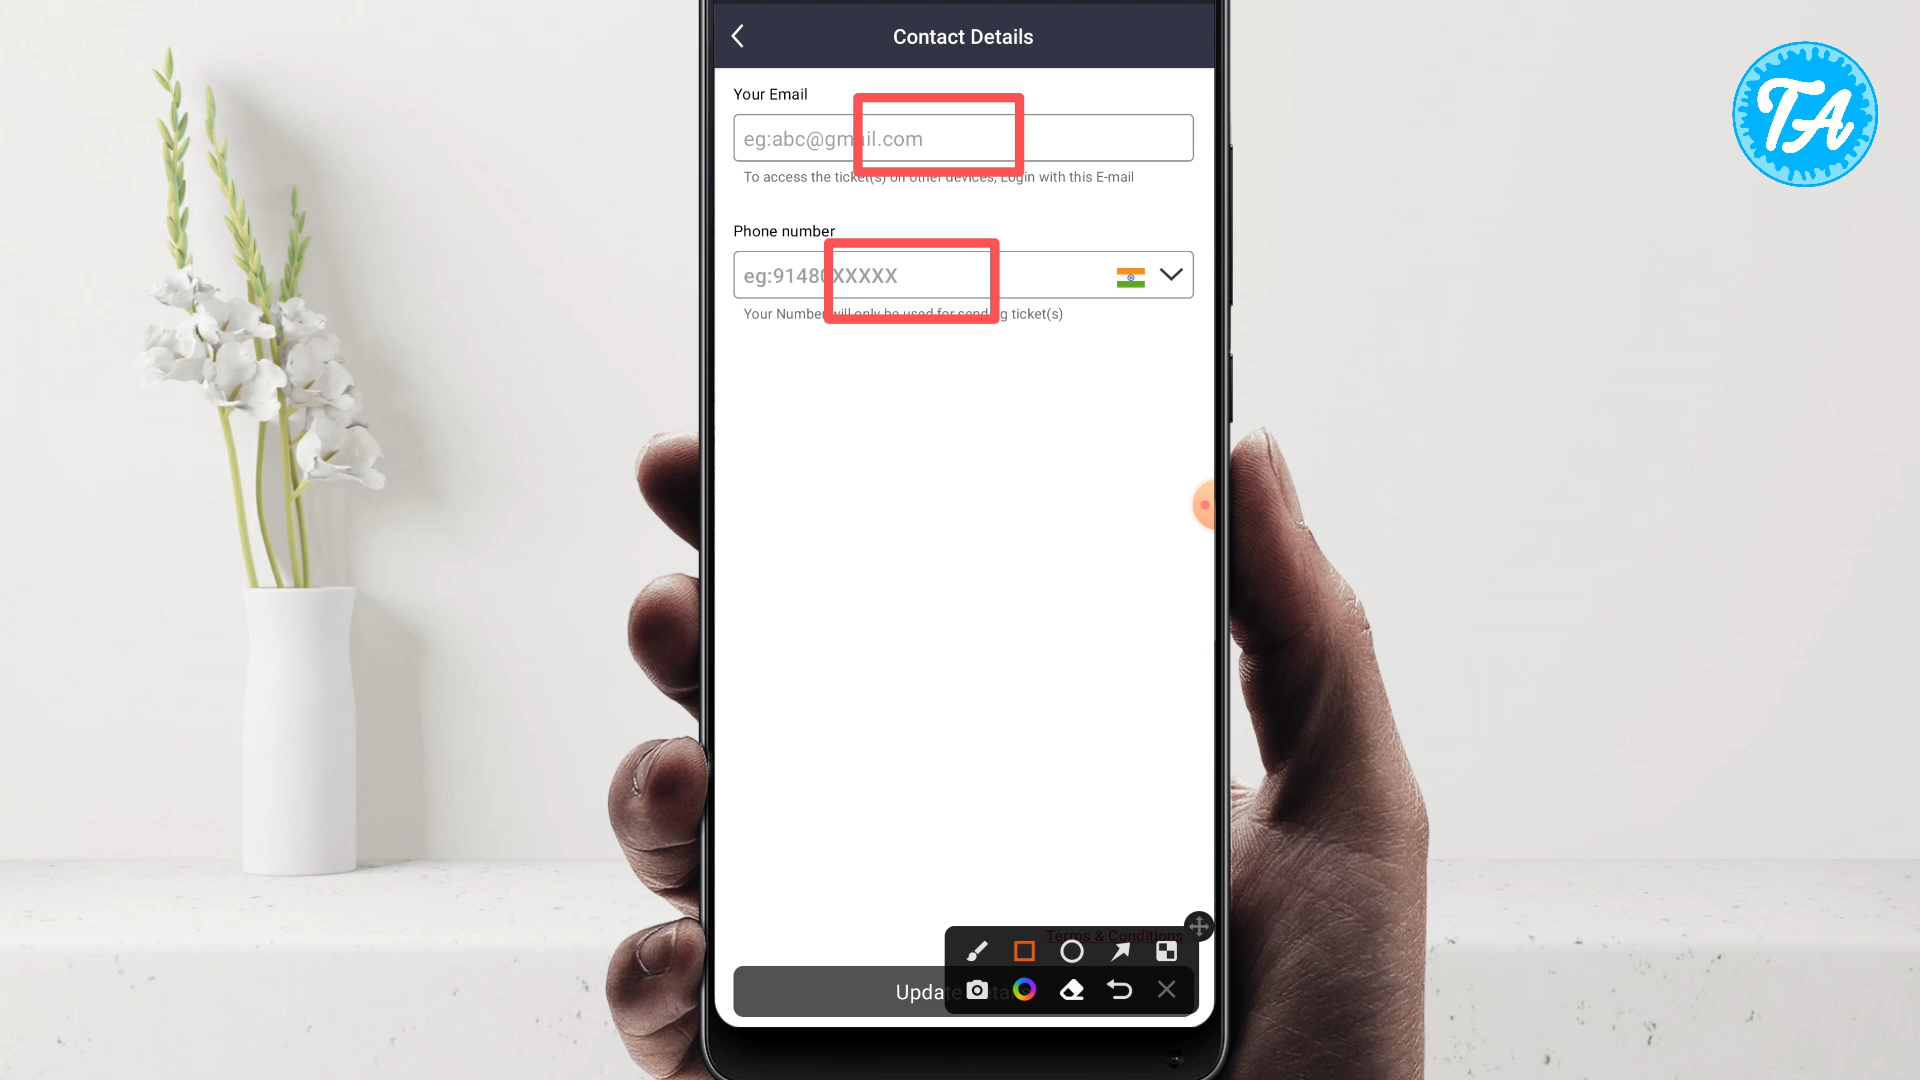 Contact Details
TA
Your Email
eg:abc@gmail.com
To access the ticket(s) on other devices, Login with this E-mail
Phone number
eg:91480XXXXX
Your Number will only be used for sending ticket(s)
Terms & Conditions
Update Details